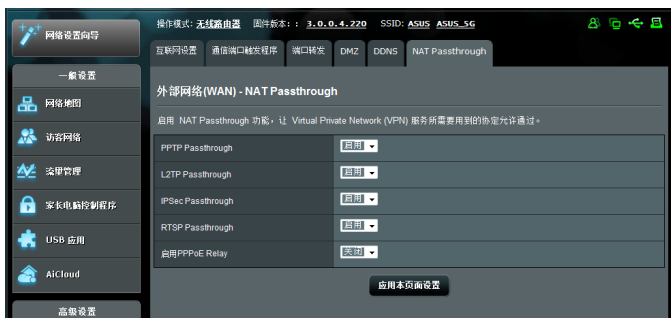 网络设置向导
操作模式: 无线路由器 固件版本: : 3.0.0.4.220 SSID: ASUS ASUS_5G
互联网设置 通信端口触发程序 端口转发 DMZ DDNS NAT Passthrough
一般设置
网络地图
访客网络
流量管理
家长电脑控制程序
USB 应用
AiCloud
高级设置
外部网络(WAN) - NAT Passthrough
启用 NAT Passthrough 功能，让 Virtual Private Network (VPN) 服务所需要用到的协定允许通过。
PPTP Passthrough 启用
L2TP Passthrough 启用
IPSec Passthrough 启用
RTSP Passthrough 启用
启用PPPoE Relay 关闭
应用本页面设置